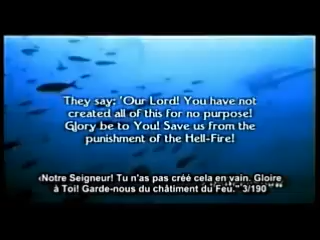 They say; 'Our Lord! You have not
created all of this for no purpose!
Glory be to You! Save us from the
punishment of the Hell-Fire!
‹Notre Seigneur! Tu n'as pas créé cela en vain. Gloire
à Toi! Garde-nous du châtiment du Feu." 3/190